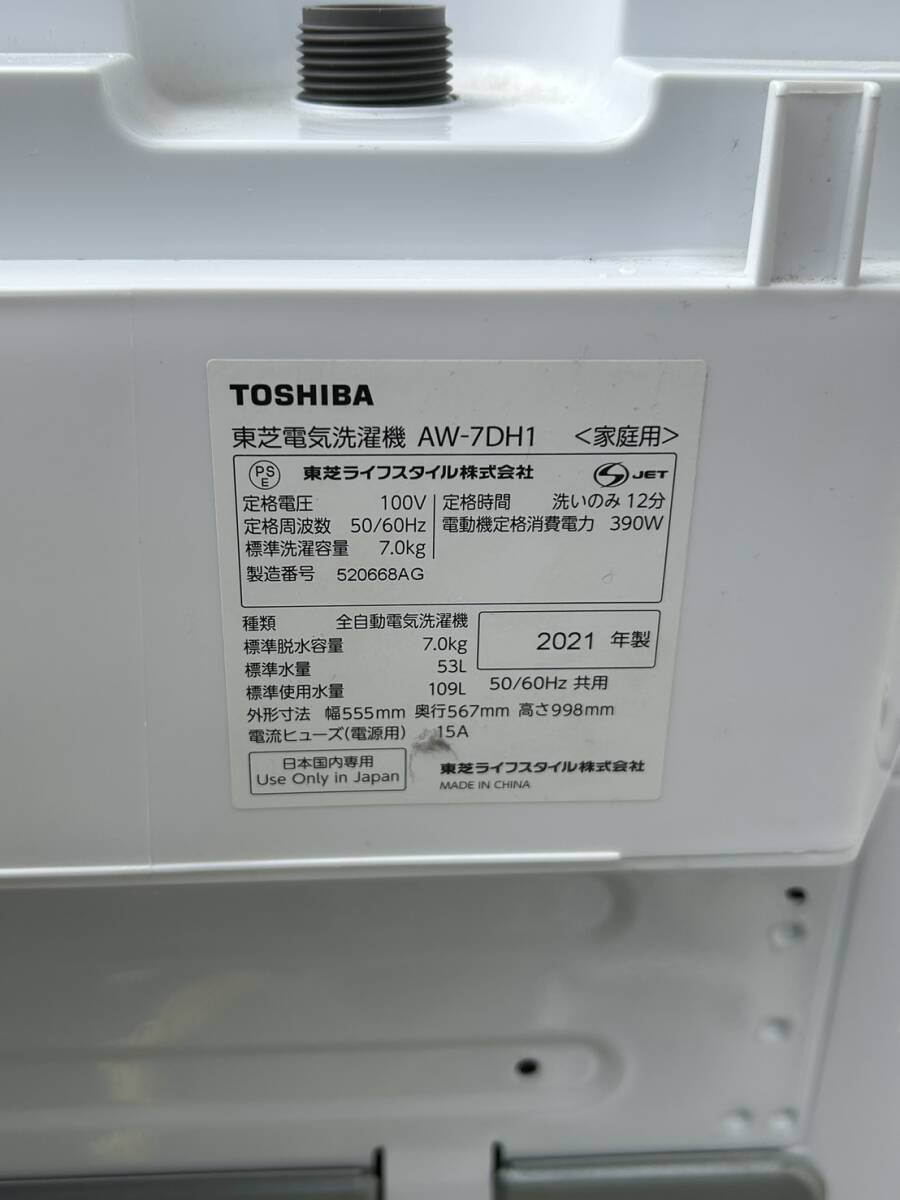 TOSHIBA
東芝電気洗濯機 AW-7DH1 <家庭用>
PSE 東芝ライフスタイル株式会社 S JET
定格電圧 100V 定格時間 洗いのみ 12分
定格周波数 50/60Hz 電動機定格消費電力 390W
標準洗濯容量 7.0kg
製造番号 520668AG
種類 全自動電気洗濯機
標準脱水容量 7.0kg 2021 年製
標準水量 53L
標準使用水量 109L 50/60Hz 共用
外形寸法 幅555mm 奥行567mm 高さ998mm
電流ヒューズ(電源用) 15A
日本国内専用
Use Only in Japan
東芝ライフスタイル株式会社
MADE IN CHINA